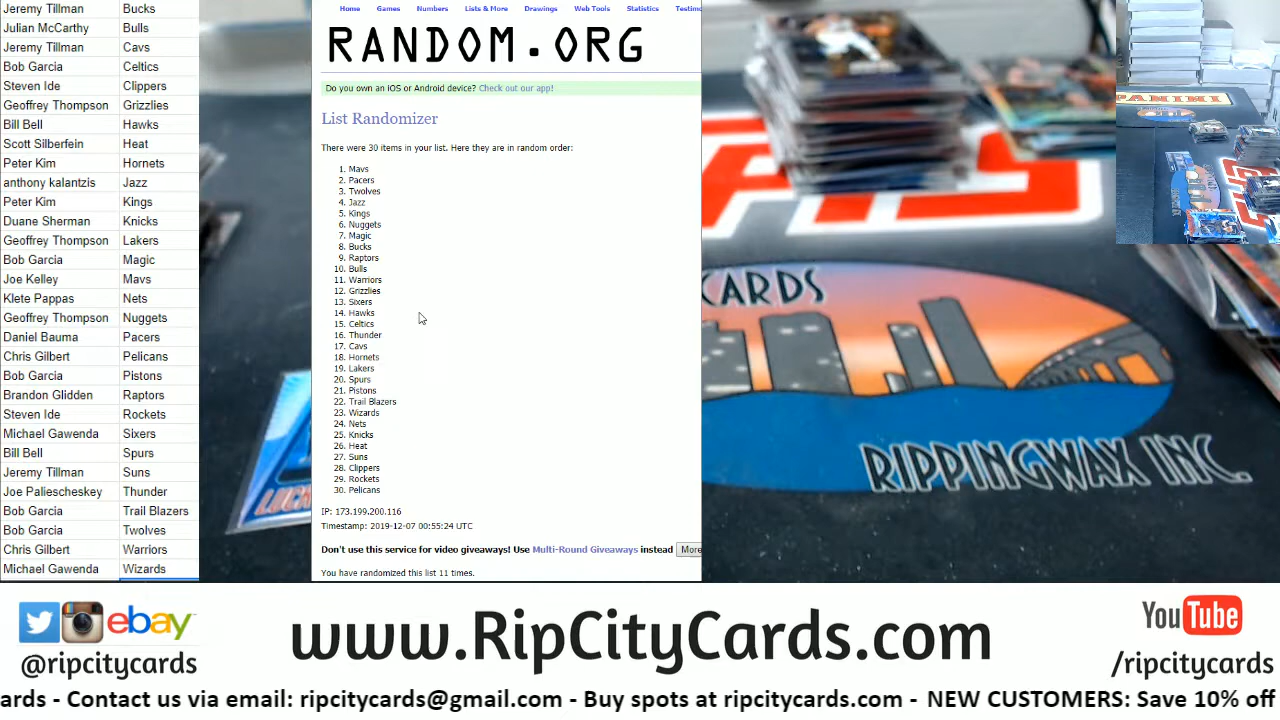 Jeremy Tillman Bucks
Julian McCarthy Bulls
Jeremy Tillman Cavs
Bob Garcia Celtics
Steven Ide Clippers
Geoffrey Thompson Grizzlies
Bill Bell Hawks
Scott Silberfein Heat
Peter Kim Hornets
anthony kalantzis Jazz
Peter Kim Kings
Duane Sherman Knicks
Geoffrey Thompson Lakers
Bob Garcia Magic
Joe Kelley Mavs
Klete Pappas Nets
Geoffrey Thompson Nuggets
Daniel Bauma Pacers
Chris Gilbert Pelicans
Bob Garcia Pistons
Brandon Glidden Raptors
Steven Ide Rockets
Michael Gawenda Sixers
Bill Bell Spurs
Jeremy Tillman Suns
Joe Paliescheskey Thunder
Bob Garcia Trail Blazers
Bob Garcia Twolves
Chris Gilbert Warriors
Michael Gawenda Wizards
Home Games Numbers Lists & More Drawings Web Tools Statistics Testimo
RANDOM.ORG
Do you own an iOS or Android device? Check out our app!
List Randomizer
There were 30 items in your list. Here they are in random order:
1. Mavs
2. Pacers
3. Twolves
4. Jazz
5. Kings
6. Nuggets
7. Magic
8. Bucks
9. Raptors
10. Bulls
11. Warriors
12. Grizzlies
13. Sixers
14. Hawks
15. Celtics
16. Thunder
17. Cavs
18. Hornets
19. Lakers
20. Spurs
21. Pistons
22. Trail Blazers
23. Wizards
24. Nets
25. Knicks
26. Heat
27. Suns
28. Clippers
29. Rockets
30. Pelicans
IP: 173.199.200.116
Timestamp: 2019-12-07 00:55:24 UTC
Don't use this service for video giveaways! Use Multi-Round Giveaways instead More
You have randomized this list 11 times.
PANINI
CARDS
RIPPINGWAX INC.
ebay
@ripcitycards
www.RipCityCards.com
YouTube
/ripcitycards
ards - Contact us via email: ripcitycards@gmail.com - Buy spots at ripcitycards.com - NEW CUSTOMERS: Save 10% off